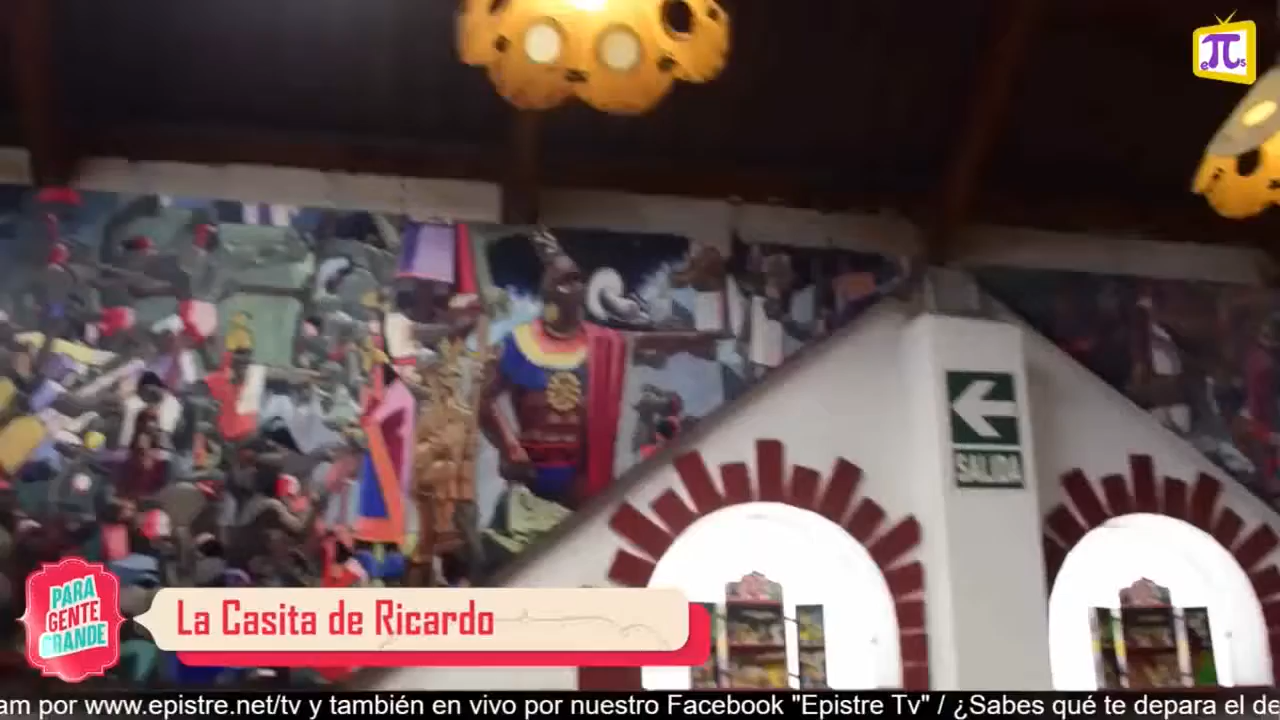 eπs
SALIDA
PARA
GENTE
GRANDE
La Casita de Ricardo
am por www.epistre.net/tv y también en vivo por nuestro Facebook "Epistre Tv" / ¿Sabes qué te depara el de